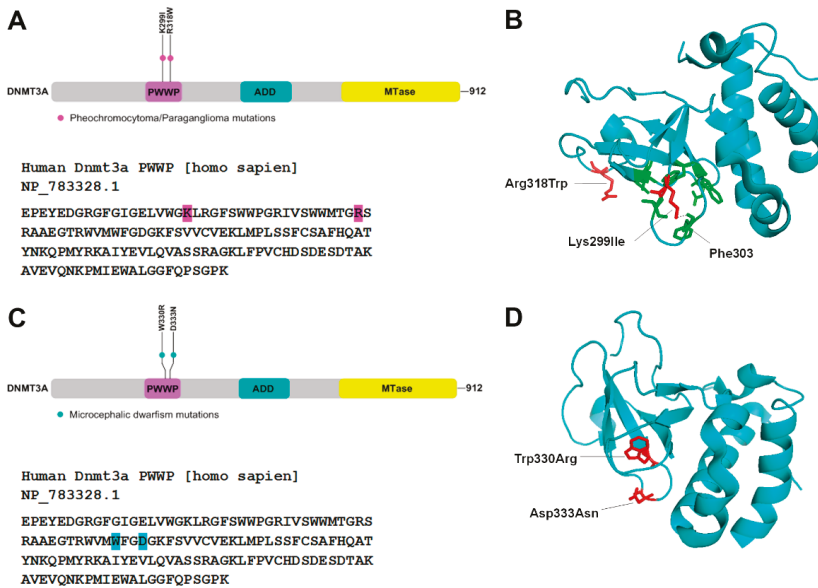 A
K299I
R318W
DNMT3A
PWWP
ADD
MTase
912
Pheochromocytoma/Paraganglioma mutations
Human Dnmt3a PWWP [homo sapien]
NP_783328.1
EPEYEDGRGFGIGELVWGKLRGFSWWPGRIVSWWMTGRS
RAAEGTRWVMWFGDGKFSVVCVEKLMPLSSFCSAFHQAT
YNKQPMYRKAIYEVLQVASSRAGKLFPVCHDSDESDTAK
AVEVQNKPMIEWALGGFQPSGPK
B
Arg318Trp
Lys299Ile
Phe303
C
W330R
D333N
DNMT3A
PWWP
ADD
MTase
912
Microcephalic dwarfism mutations
Human Dnmt3a PWWP [homo sapien]
NP_783328.1
EPEYEDGRGFGIGELVWGKLRGFSWWPGRIVSWWMTGRS
RAAEGTRWVMWFGDGKFSVVCVEKLMPLSSFCSAFHQAT
YNKQPMYRKAIYEVLQVASSRAGKLFPVCHDSDESDTAK
AVEVQNKPMIEWALGGFQPSGPK
D
Trp330Arg
Asp333Asn